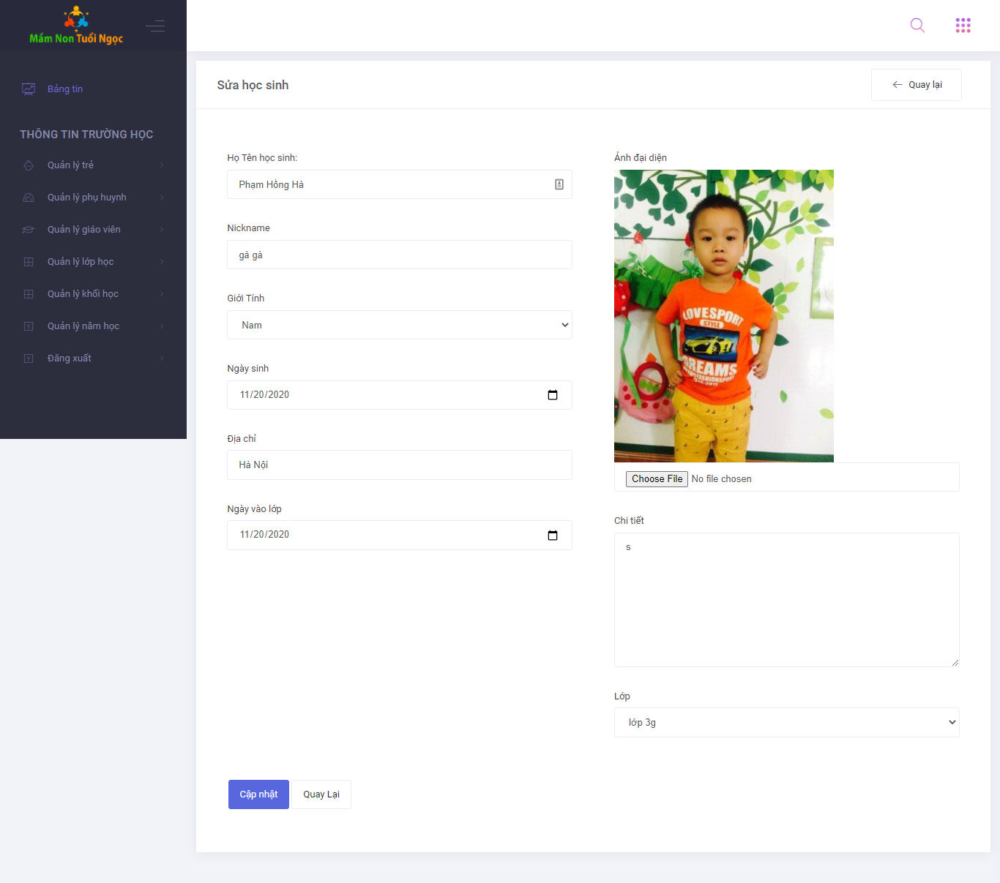 Mầm Non Tuổi Ngọc
Bảng tin
THÔNG TIN TRƯỜNG HỌC
Quản lý trẻ
Quản lý phụ huynh
Quản lý giáo viên
Quản lý lớp học
Quản lý khối học
Quản lý năm học
Đăng xuất
Sửa học sinh
Quay lại
Họ Tên học sinh:
Phạm Hồng Hà
Nickname
gà gà
Giới Tính
Nam
Ngày sinh
11/20/2020
Địa chỉ
Hà Nội
Ngày vào lớp
11/20/2020
Ảnh đại diện
LOVESPORT
STYLE
DREAMS
Choose File No file chosen
Chi tiết
s
Lớp
lớp 3g
Cập nhật
Quay Lại